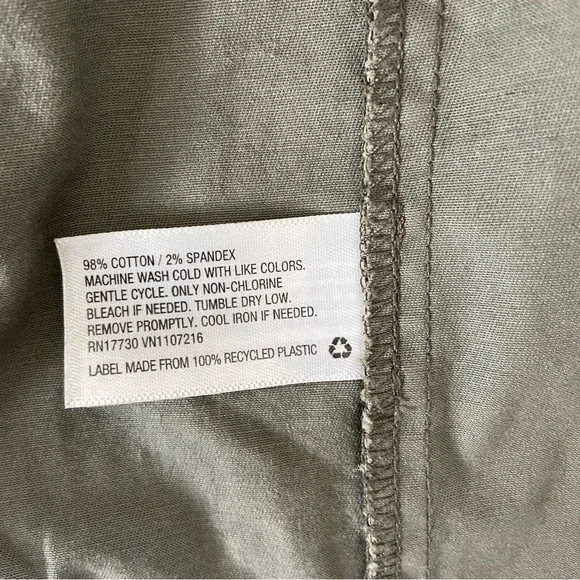 98% COTTON / 2% SPANDEX
MACHINE WASH COLD WITH LIKE COLORS.
GENTLE CYCLE. ONLY NON-CHLORINE
BLEACH IF NEEDED. TUMBLE DRY LOW.
REMOVE PROMPTLY. COOL IRON IF NEEDED.
RN17730 VN1107216
LABEL MADE FROM 100% RECYCLED PLASTIC